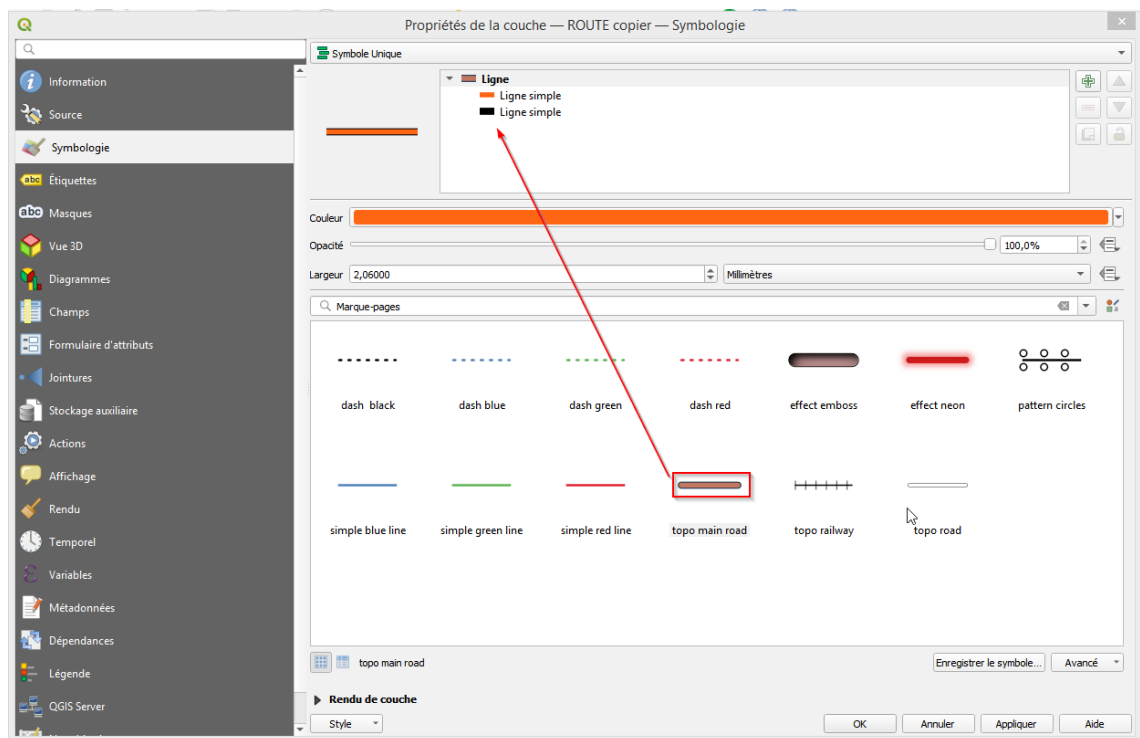 Propriétés de la couche — ROUTE copier — Symbologie
Information
Source
Symbologie
abc Étiquettes
abc Masques
Vue 3D
Diagrammes
Champs
Formulaire d'attributs
Jointures
Stockage auxiliaire
Actions
Affichage
Rendu
Temporel
Variables
Métadonnées
Dépendances
Légende
QGIS Server
Symbole Unique
Ligne
Ligne simple
Ligne simple
Couleur
Opacité 100,0%
Largeur 2,06000 Milimètres
Marque-pages
dash black dash blue dash green dash red effect emboss effect neon pattern circles
simple blue line simple green line simple red line topo main road topo railway topo road
topo main road Enregistrer le symbole... Avancé
Rendu de couche
Style OK Annuler Appliquer Aide